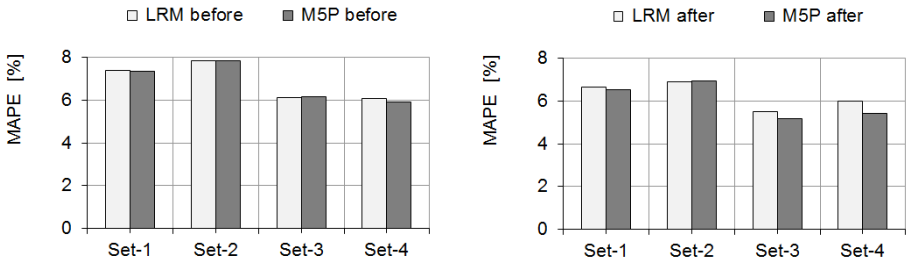 LRM before M5P before
MAPE [%]
8
6
4
2
0
Set-1 Set-2 Set-3 Set-4
LRM after M5P after
MAPE [%]
8
6
4
2
0
Set-1 Set-2 Set-3 Set-4